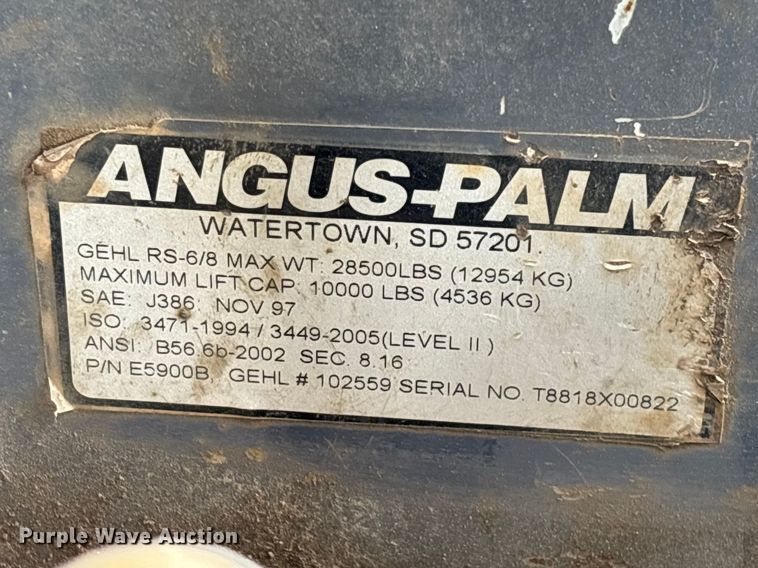 ANGUS-PALM
WATERTOWN, SD 57201.
GEHL RS-6/8 MAX WT: 28500LBS (12954 KG)
MAXIMUM LIFT CAP: 10000 LBS (4536 KG)
SAE: J386: NOV 97
ISO: 3471-1994 / 3449-2005(LEVEL II )
ANSI: B56.6b-2002 SEC. 8.16
P/N E5900B, GEHL # 102559 SERIAL NO. T8818X00822
Purple Wave Auction